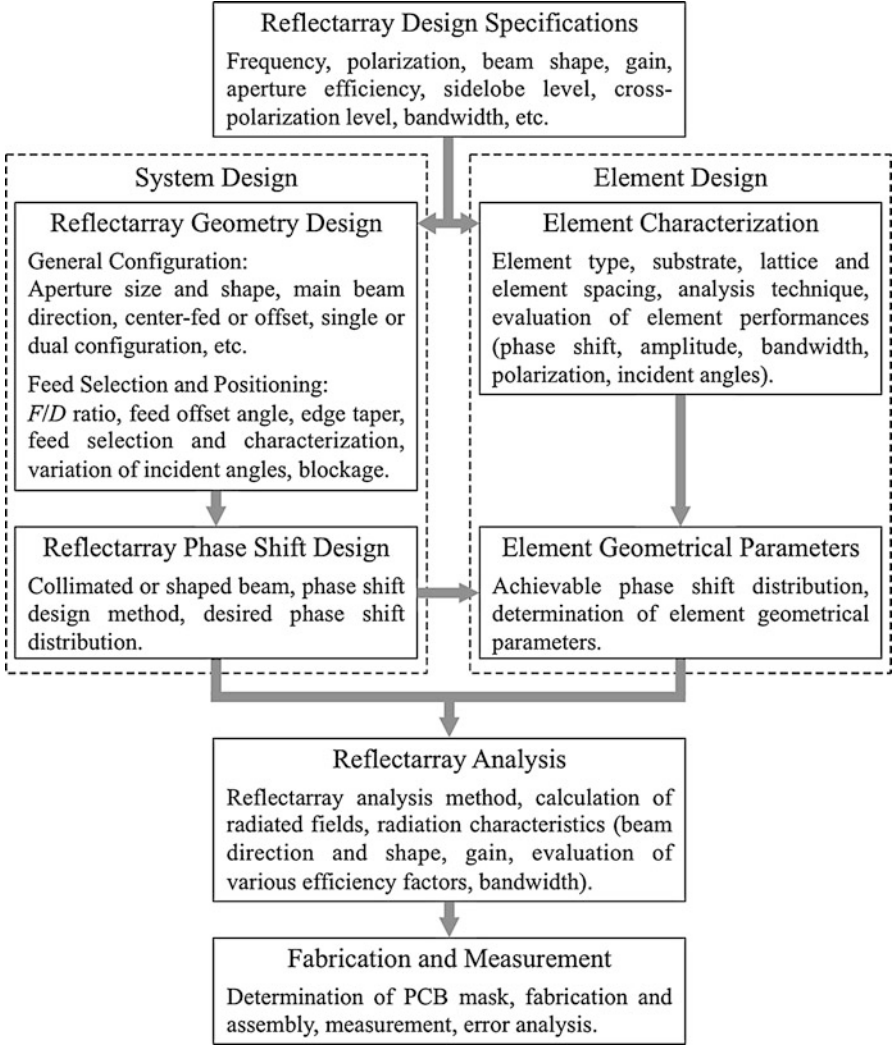 Reflectarray Design Specifications
Frequency, polarization, beam shape, gain,
aperture efficiency, sidelobe level, cross-
polarization level, bandwidth, etc.
System Design
Reflectarray Geometry Design
General Configuration:
Aperture size and shape, main beam
direction, center-fed or offset, single or
dual configuration, etc.
Feed Selection and Positioning:
F/D ratio, feed offset angle, edge taper,
feed selection and characterization,
variation of incident angles, blockage.
Reflectarray Phase Shift Design
Collimated or shaped beam, phase shift
design method, desired phase shift
distribution.
Element Design
Element Characterization
Element type, substrate, lattice and
element spacing, analysis technique,
evaluation of element performances
(phase shift, amplitude, bandwidth,
polarization, incident angles).
Element Geometrical Parameters
Achievable phase shift distribution,
determination of element geometrical
parameters.
Reflectarray Analysis
Reflectarray analysis method, calculation of
radiated fields, radiation characteristics (beam
direction and shape, gain, evaluation of
various efficiency factors, bandwidth).
Fabrication and Measurement
Determination of PCB mask, fabrication and
assembly, measurement, error analysis.